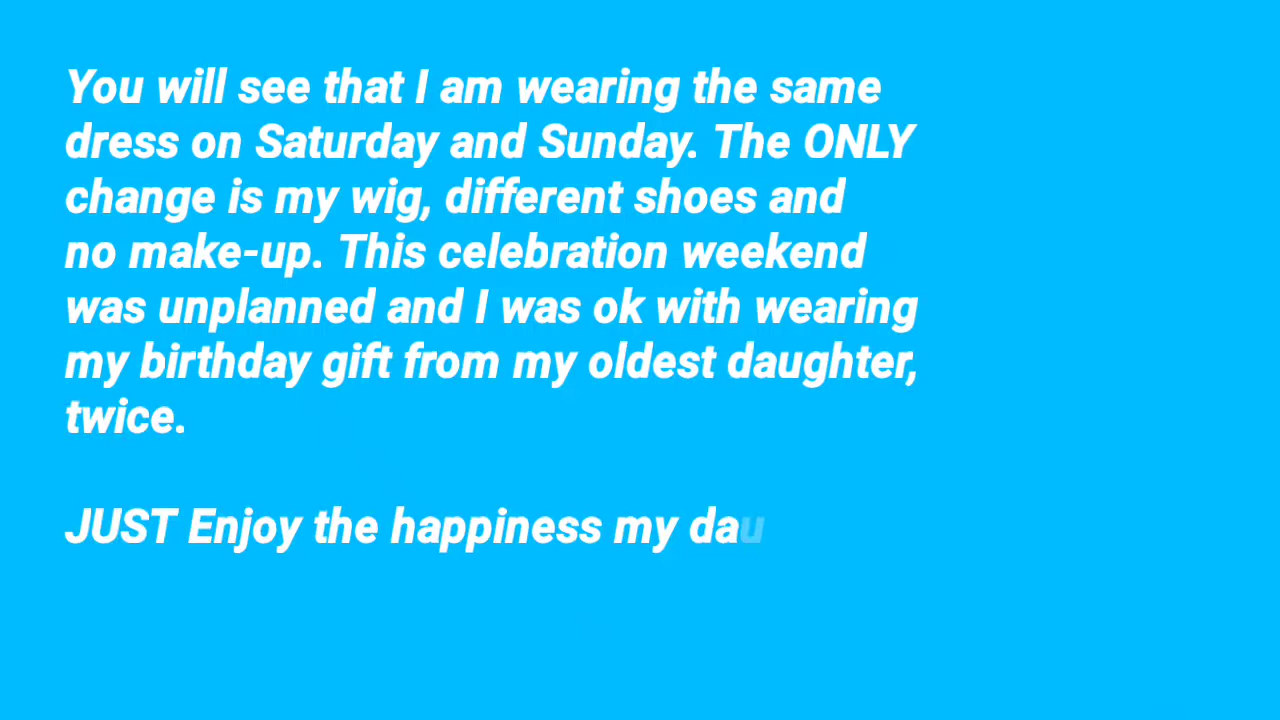 You will see that I am wearing the same
dress on Saturday and Sunday. The ONLY
change is my wig, different shoes and
no make-up. This celebration weekend
was unplanned and I was ok with wearing
my birthday gift from my oldest daughter,
twice.
JUST Enjoy the happiness my dau